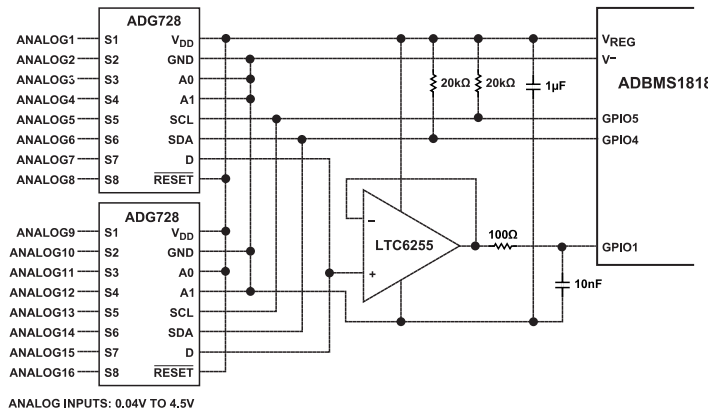 ADG728
ANALOG1 S1 VDD
ANALOG2 S2 GND
ANALOG3 S3 A0
ANALOG4 S4 A1
ANALOG5 S5 SCL
ANALOG6 S6 SDA
ANALOG7 S7 D
ANALOG8 S8 RESET
ADG728
ANALOG9 S1 VDD
ANALOG10 S2 GND
ANALOG11 S3 A0
ANALOG12 S4 A1
ANALOG13 S5 SCL
ANALOG14 S6 SDA
ANALOG15 S7 D
ANALOG16 S8 RESET
20kΩ 20kΩ 1µF
LTC6255
−
+
100Ω
10nF
VREG
V−
ADBMS1818
GPIO5
GPIO4
GPIO1
ANALOG INPUTS: 0.04V TO 4.5V